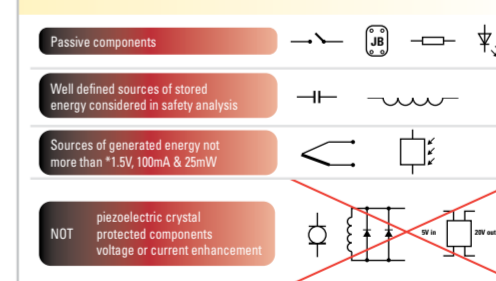 Passive components
JB
Well defined sources of stored
energy considered in safety analysis
Sources of generated energy not
more than *1.5V, 100mA & 25mW
NOT
piezoelectric crystal
protected components
voltage or current enhancement
5V in
20V out